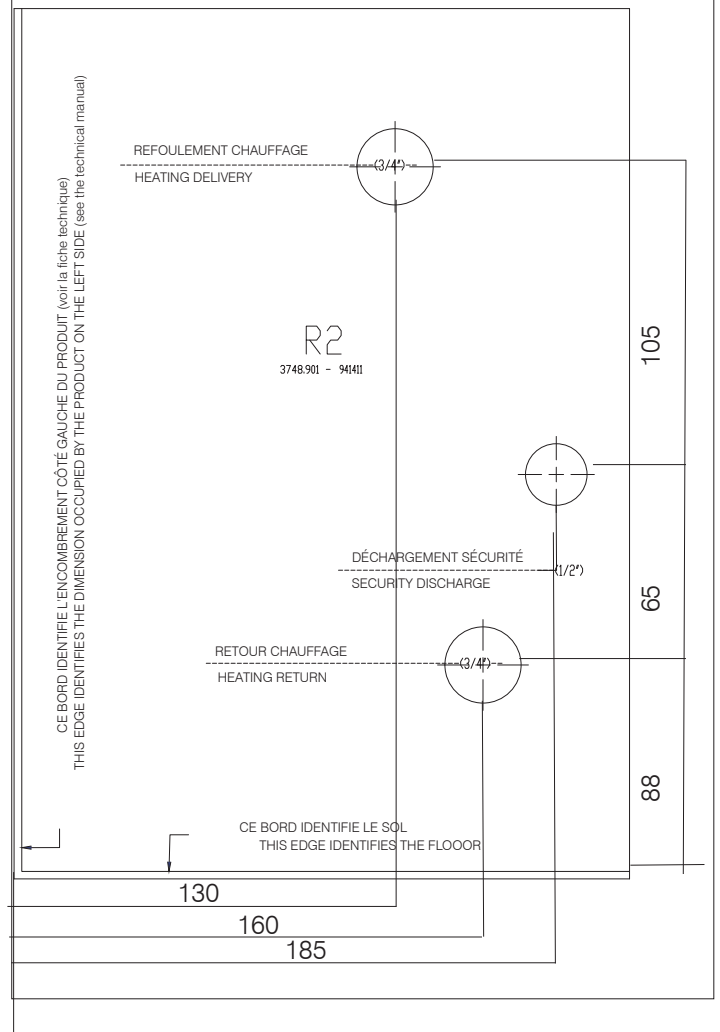 REFOULEMENT CHAUFFAGE
(3/4")
HEATING DELIVERY
CE BORD IDENTIFIE L'ENCOMBREMENT CÔTÉ GAUCHE DU PRODUIT (voir la fiche technique)
THIS EDGE IDENTIFIES THE DIMENSION OCCUPIED BY THE PRODUCT ON THE LEFT SIDE (see the technical manual)
R2
3748.901 - 941411
105
DÉCHARGEMENT SÉCURITÉ
(1/2")
SECURITY DISCHARGE
65
RETOUR CHAUFFAGE
(3/4")
HEATING RETURN
88
CE BORD IDENTIFIE LE SOL
THIS EDGE IDENTIFIES THE FLOOOR
130
160
185